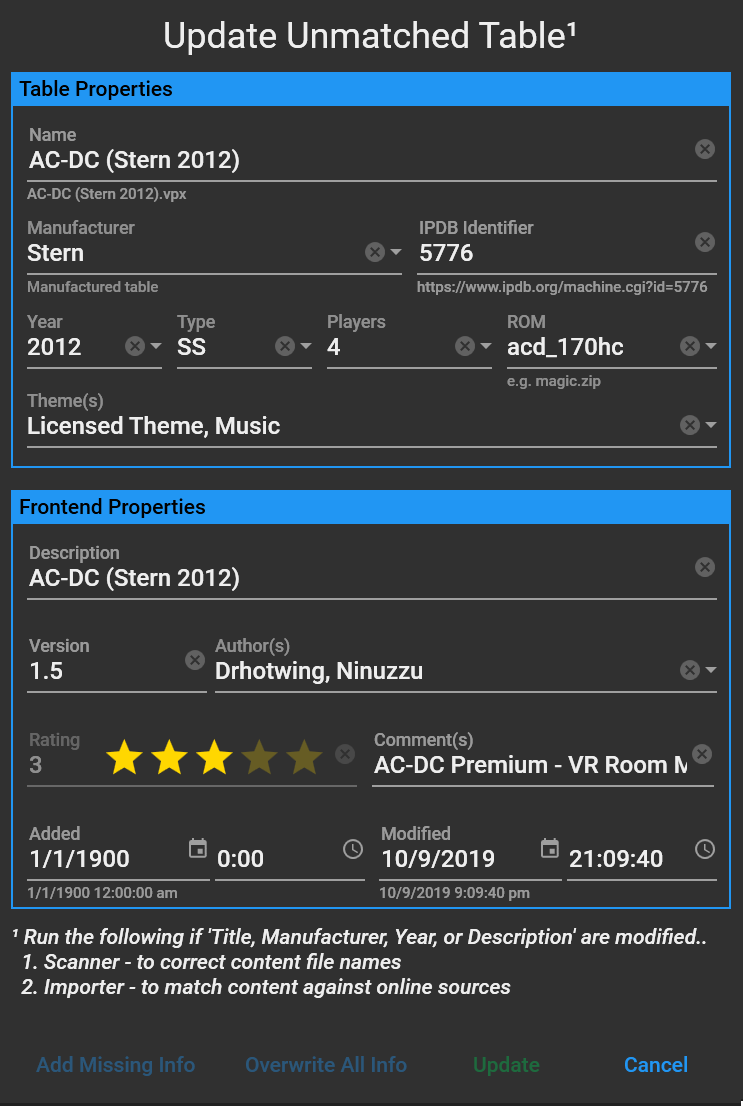 Update Unmatched Table¹
Table Properties
Name
AC-DC (Stern 2012)
AC-DC (Stern 2012).vpx
Manufacturer IPDB Identifier
Stern 5776
Manufactured table https://www.ipdb.org/machine.cgi?id=5776
Year Type Players ROM
2012 SS 4 acd_170hc
e.g. magic.zip
Theme(s)
Licensed Theme, Music
Frontend Properties
Description
AC-DC (Stern 2012)
Version Author(s)
1.5 Drhotwing, Ninuzzu
Rating Comment(s)
3 AC-DC Premium - VR Room
Added Modified
1/1/1900 0:00 10/9/2019 21:09:40
1/1/1900 12:00:00 am 10/9/2019 9:09:40 pm
¹ Run the following if 'Title, Manufacturer, Year, or Description' are modified..
1. Scanner - to correct content file names
2. Importer - to match content against online sources
Add Missing Info Overwrite All Info Update Cancel